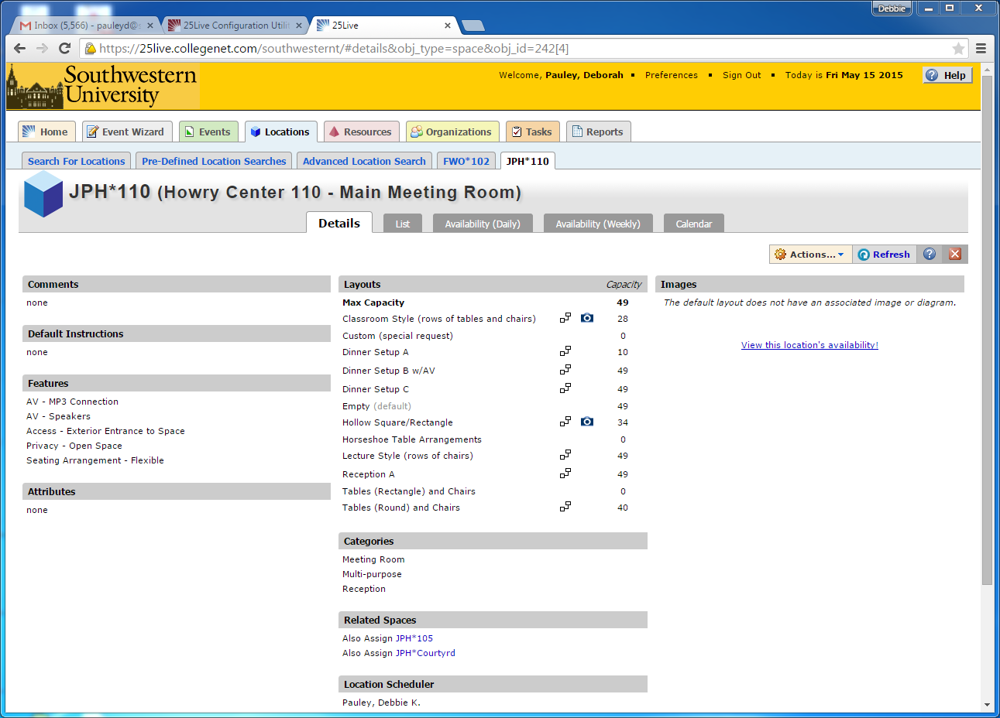 Debbie
Inbox (5,566) - pauleyd@s
25Live Configuration Utilit
25Live
https://25live.collegenet.com/southwesternt/#details&obj_type=space&obj_id=242[4]
Southwestern
University
Welcome, Pauley, Deborah ▪ Preferences ▪ Sign Out ▪ Today is Fri May 15 2015
Help
Home
Event Wizard
Events
Locations
Resources
Organizations
Tasks
Reports
Search For Locations
Pre-Defined Location Searches
Advanced Location Search
FWO*102
JPH*110
JPH*110 (Howry Center 110 - Main Meeting Room)
Details
List
Availability (Daily)
Availability (Weekly)
Calendar
Actions...
Refresh
Comments
none
Default Instructions
none
Features
AV - MP3 Connection
AV - Speakers
Access - Exterior Entrance to Space
Privacy - Open Space
Seating Arrangement - Flexible
Attributes
none
Layouts Capacity
Max Capacity 49
Classroom Style (rows of tables and chairs) 28
Custom (special request) 0
Dinner Setup A 10
Dinner Setup B w/AV 49
Dinner Setup C 49
Empty (default) 49
Hollow Square/Rectangle 34
Horseshoe Table Arrangements 0
Lecture Style (rows of chairs) 49
Reception A 49
Tables (Rectangle) and Chairs 0
Tables (Round) and Chairs 40
Categories
Meeting Room
Multi-purpose
Reception
Related Spaces
Also Assign JPH*105
Also Assign JPH*Courtyrd
Location Scheduler
Pauley, Debbie K.
Images
The default layout does not have an associated image or diagram.
View this location's availability!